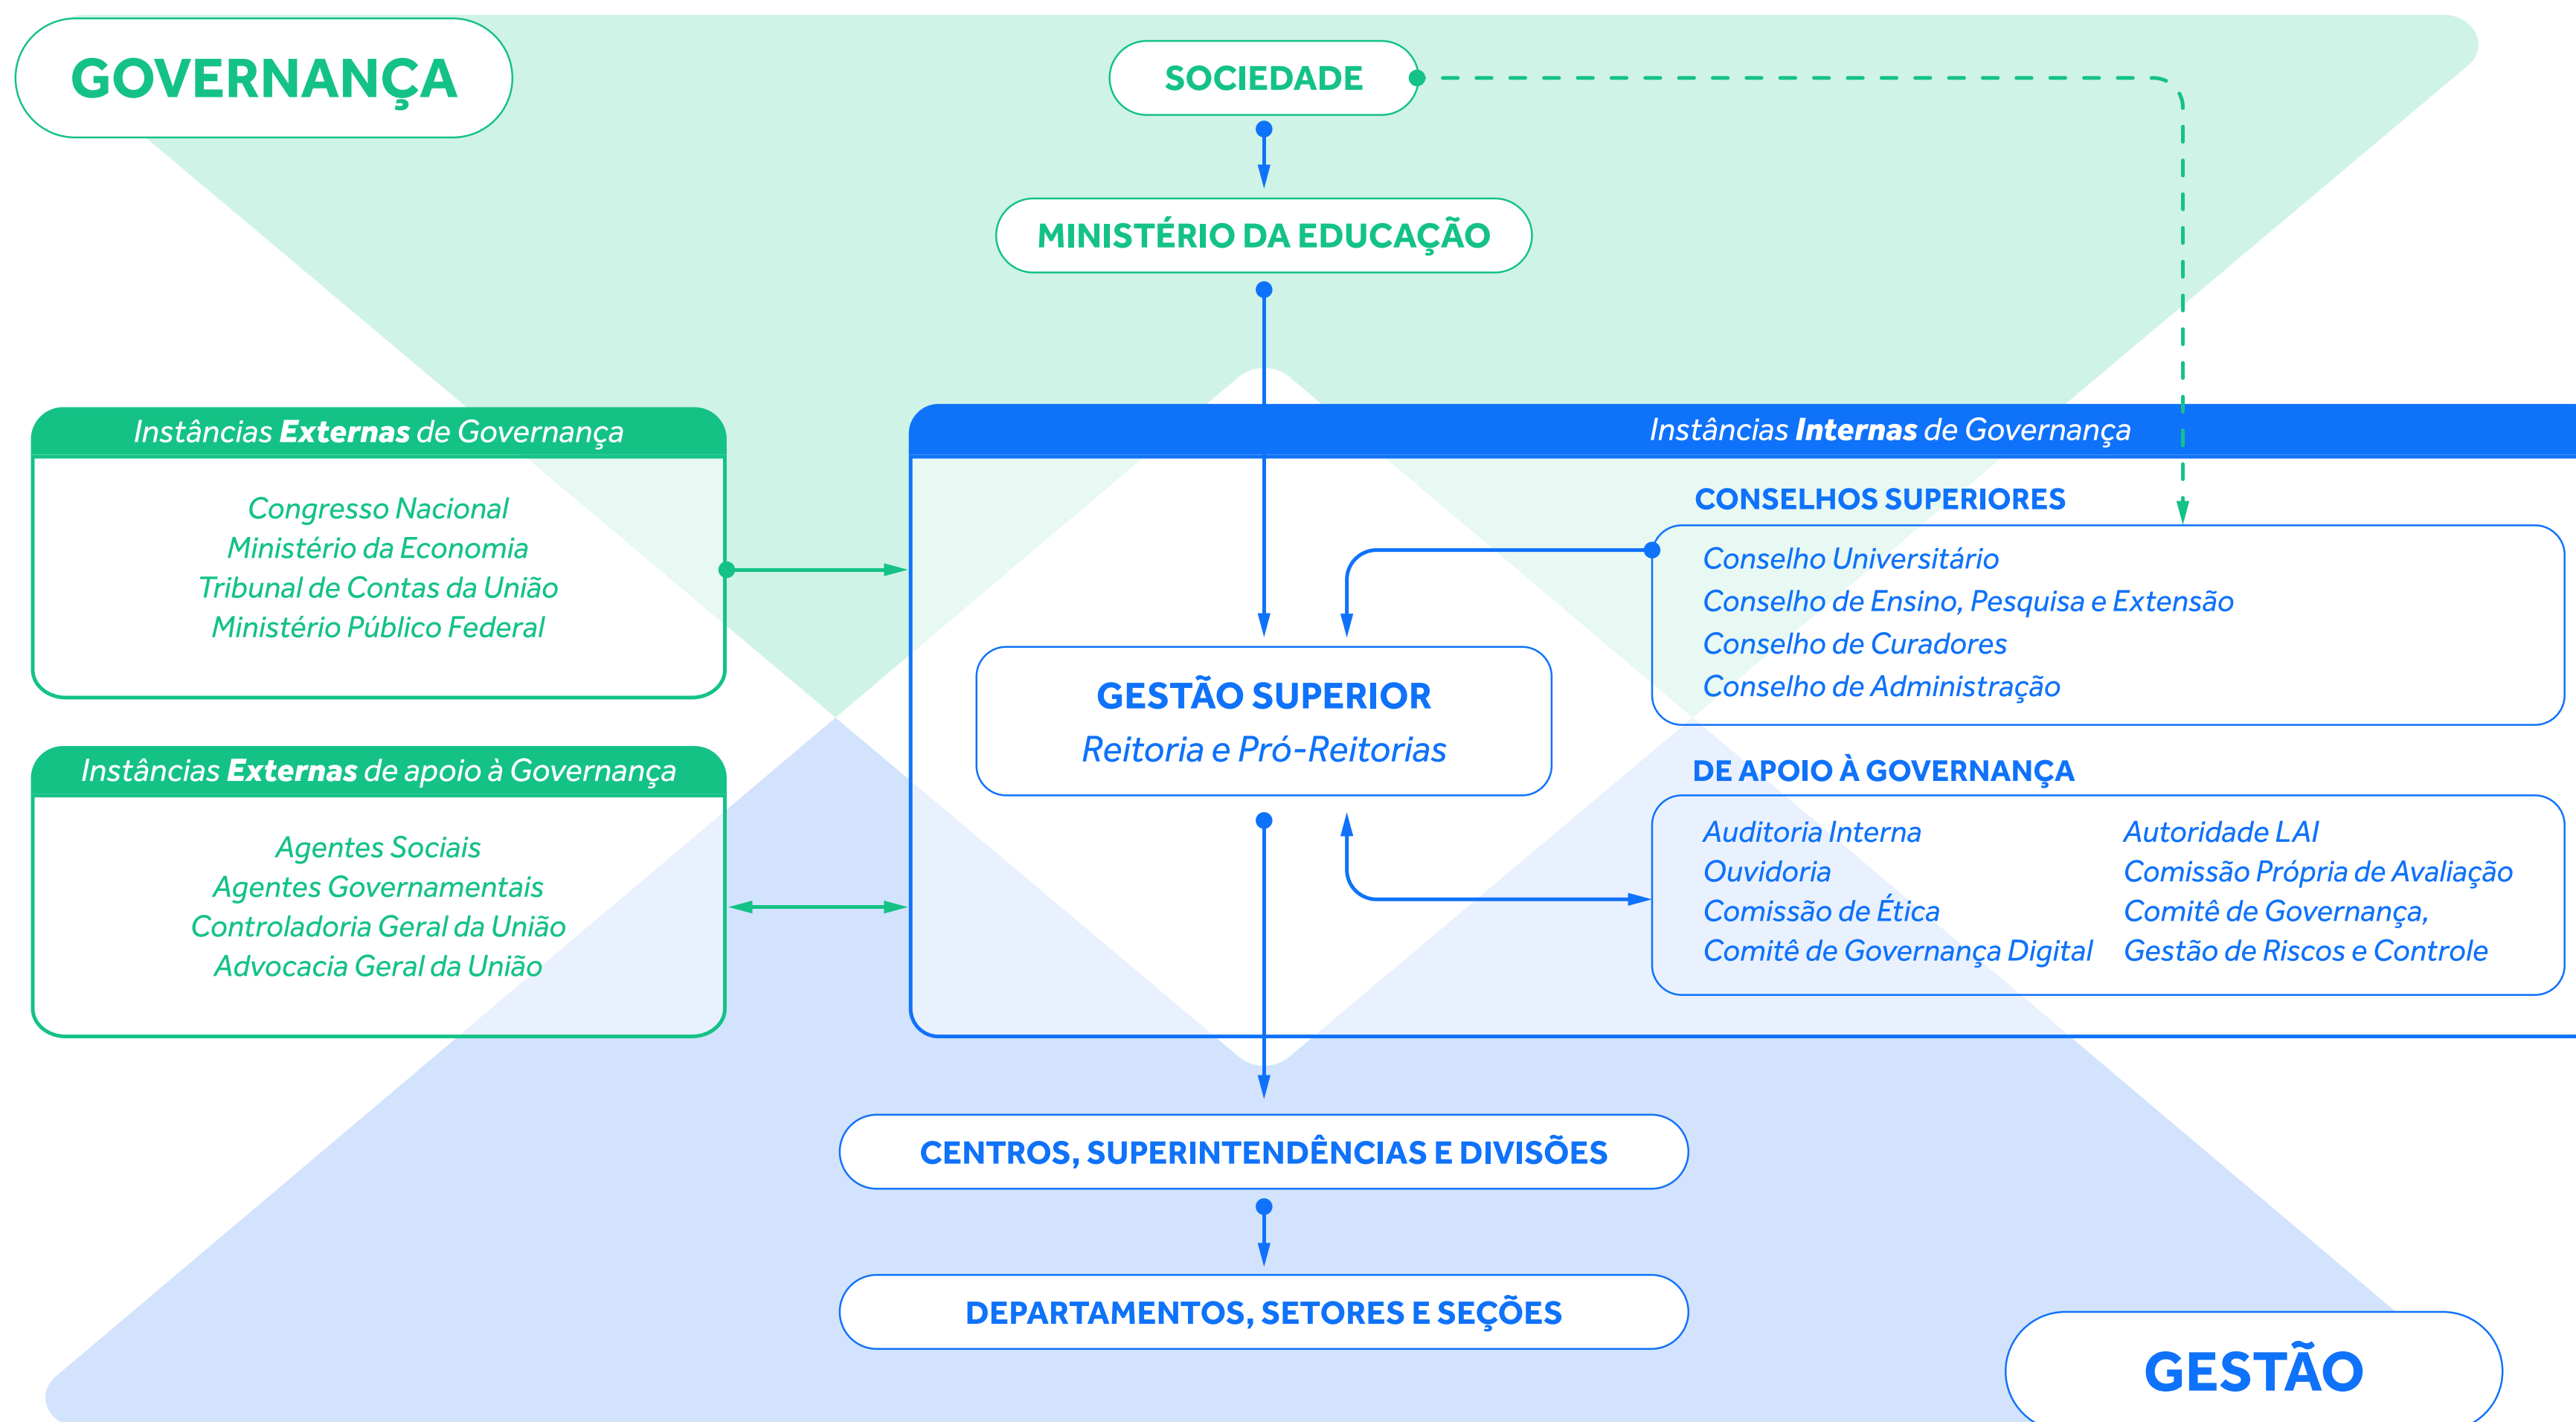 GOVERNANÇA
SOCIEDADE
MINISTÉRIO DA EDUCAÇÃO
Instâncias Externas de Governança
Congresso Nacional
Ministério da Economia
Tribunal de Contas da União
Ministério Público Federal
Instâncias Externas de apoio à Governança
Agentes Sociais
Agentes Governamentais
Controladoria Geral da União
Advocacia Geral da União
Instâncias Internas de Governança
GESTÃO SUPERIOR
Reitoria e Pró-Reitorias
CONSELHOS SUPERIORES
Conselho Universitário
Conselho de Ensino, Pesquisa e Extensão
Conselho de Curadores
Conselho de Administração
DE APOIO À GOVERNANÇA
Auditoria Interna
Ouvidoria
Comissão de Ética
Comitê de Governança Digital
Autoridade LAI
Comissão Própria de Avaliação
Comitê de Governança,
Gestão de Riscos e Controle
CENTROS, SUPERINTENDÊNCIAS E DIVISÕES
DEPARTAMENTOS, SETORES E SEÇÕES
GESTÃO